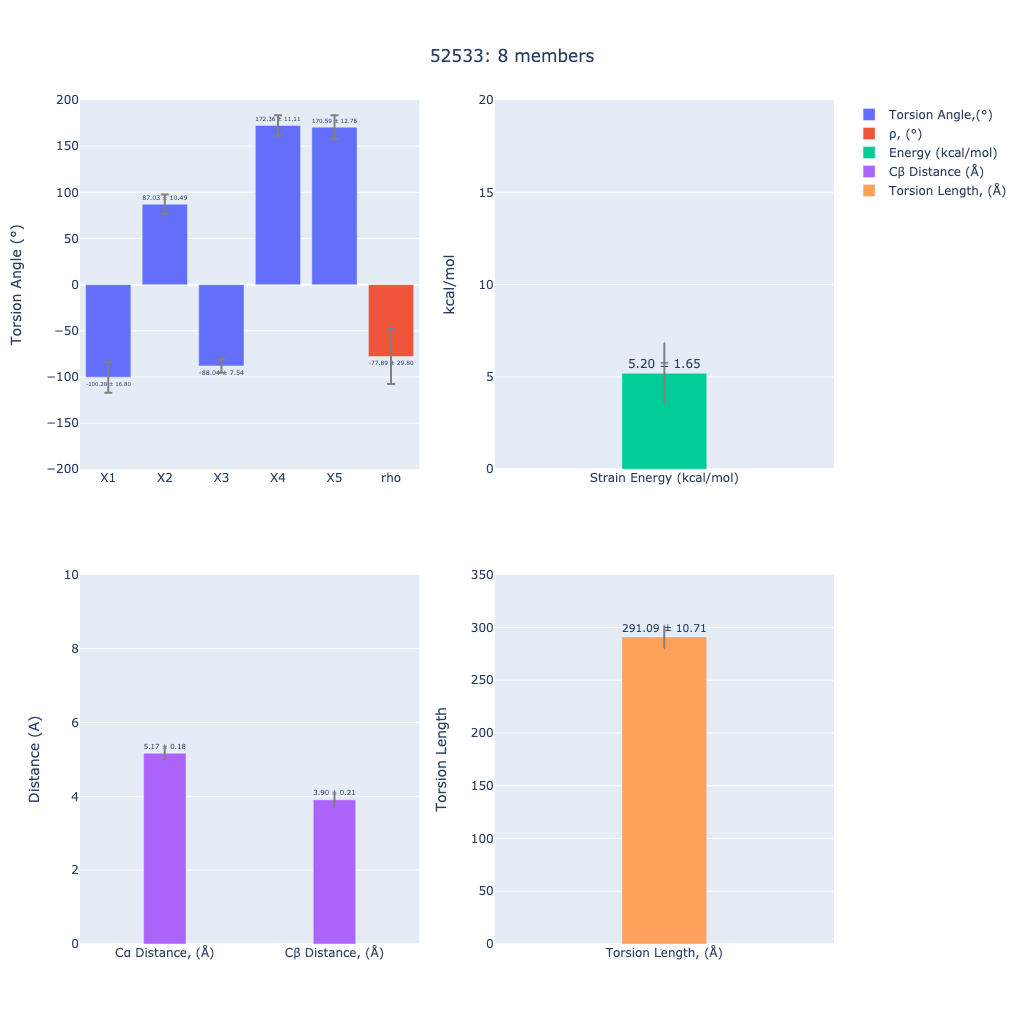 52533: 8 members
200
150
100
50
0
−50
−100
−150
−200
Torsion Angle (°)
-100.28 ± 16.80
87.03 ± 10.49
-88.04 ± 7.54
172.36 ± 11.11
170.59 ± 12.76
-77.89 ± 29.80
X1 X2 X3 X4 X5 rho
20
15
10
5
0
kcal/mol
5.20 ± 1.65
Strain Energy (kcal/mol)
Torsion Angle,(°)
ρ, (°)
Energy (kcal/mol)
Cβ Distance (Å)
Torsion Length, (Å)
10
8
6
4
2
0
Distance (A)
5.17 ± 0.18
3.90 ± 0.21
Cα Distance, (Å) Cβ Distance, (Å)
350
300
250
200
150
100
50
0
Torsion Length
291.09 ± 10.71
Torsion Length, (Å)